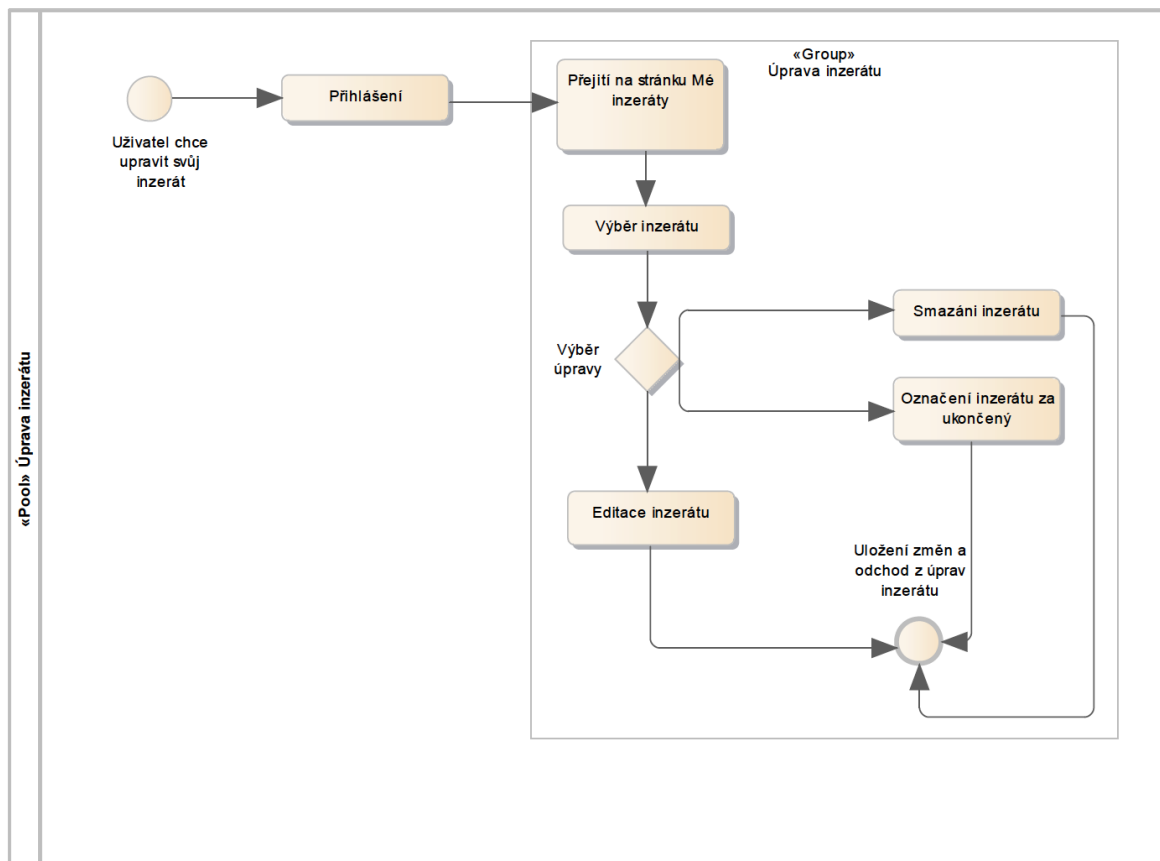 «Pool» Úprava inzerátu
«Group»
Úprava inzerátu
Uživatel chce
upravit svůj
inzerát
Přihlášení
Přejití na stránku Mé
inzeráty
Výběr inzerátu
Výběr
úpravy
Smazání inzerátu
Označení inzerátu za
ukončený
Editace inzerátu
Uložení změn a
odchod z úprav
inzerátu